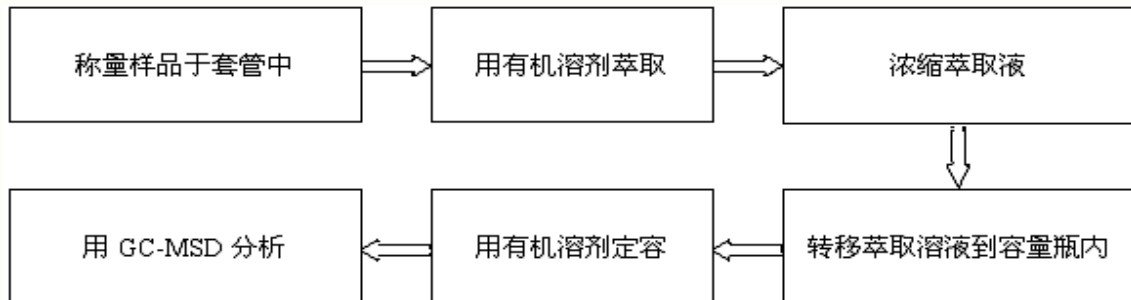 称量样品于套管中
用有机溶剂萃取
浓缩萃取液
转移萃取溶液到容量瓶内
用有机溶剂定容
用 GC-MSD 分析